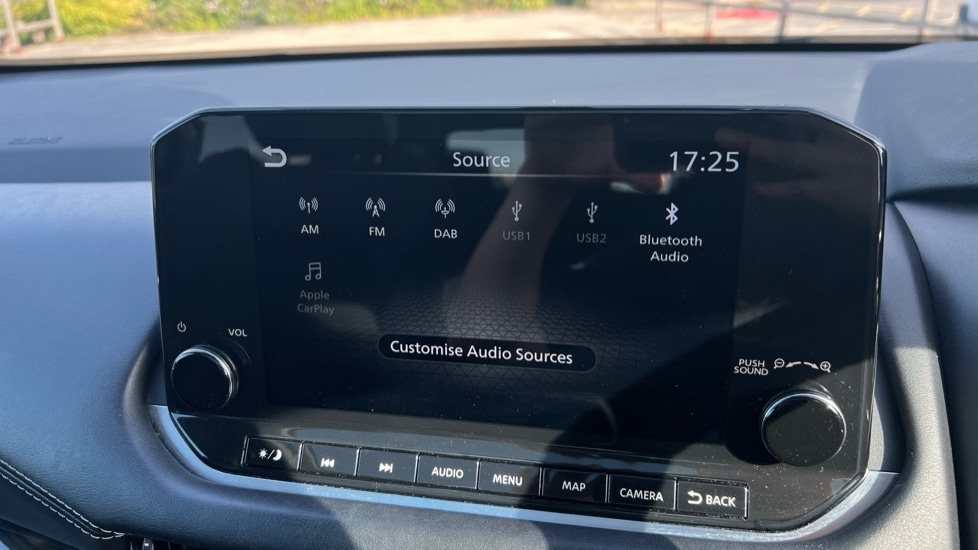 Source
17:25
AM
FM
DAB
USB1
USB2
Bluetooth
Audio
Apple
CarPlay
Customise Audio Sources
VOL
PUSH
SOUND
AUDIO
MENU
MAP
CAMERA
BACK